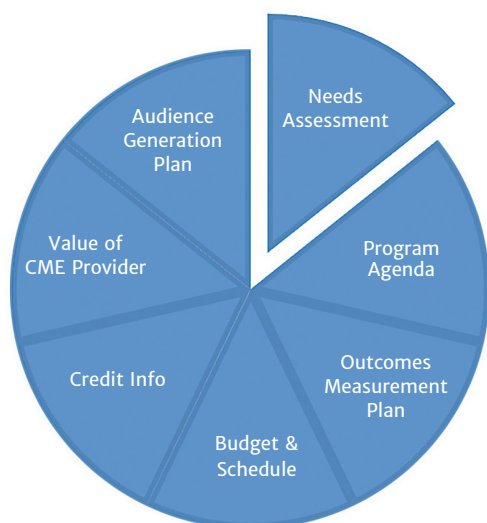 Needs
Assessment
Program
Agenda
Outcomes
Measurement
Plan
Budget &
Schedule
Credit Info
Value of
CME Provider
Audience
Generation
Plan